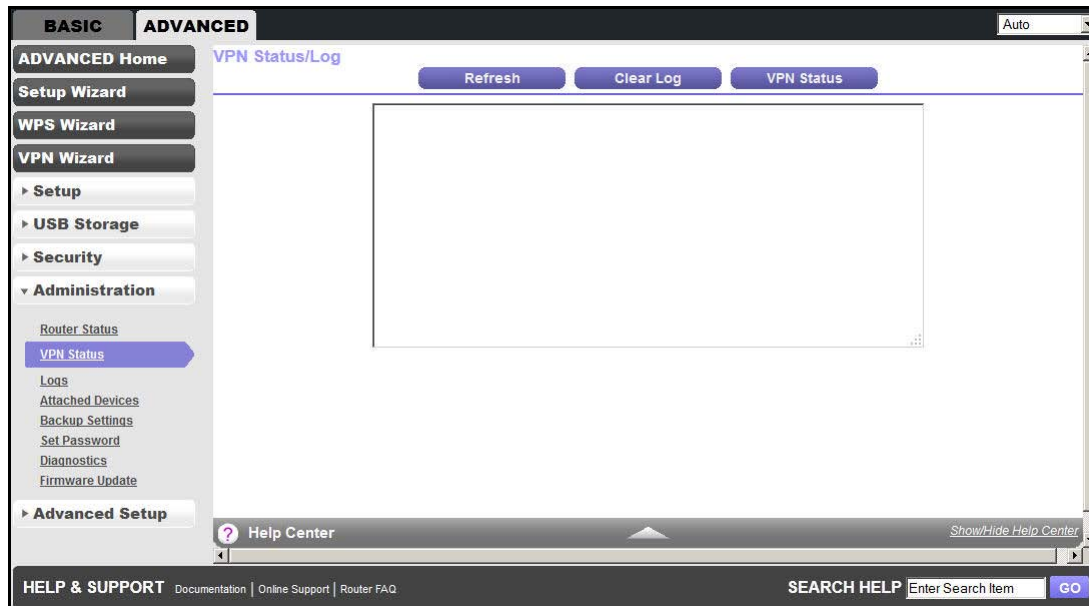 BASIC
ADVANCED
Auto
ADVANCED Home
Setup Wizard
WPS Wizard
VPN Wizard
Setup
USB Storage
Security
Administration
Router Status
VPN Status
Logs
Attached Devices
Backup Settings
Set Password
Diagnostics
Firmware Update
Advanced Setup
VPN Status/Log
Refresh
Clear Log
VPN Status
? Help Center
Show/Hide Help Center
HELP & SUPPORT Documentation | Online Support | Router FAQ
SEARCH HELP Enter Search Item GO